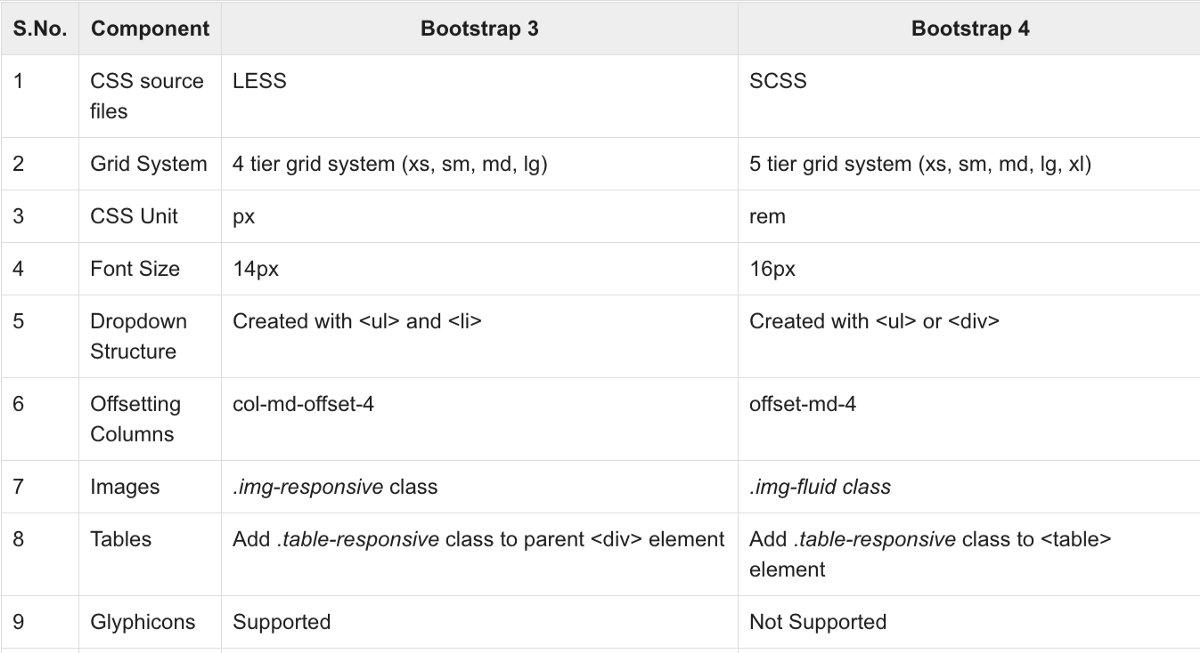 S.No. Component Bootstrap 3 Bootstrap 4
1 CSS source LESS SCSS
files
2 Grid System 4 tier grid system (xs, sm, md, lg) 5 tier grid system (xs, sm, md, lg, xl)
3 CSS Unit px rem
4 Font Size 14px 16px
5 Dropdown Created with <ul> and <li> Created with <ul> or <div>
Structure
6 Offsetting col-md-offset-4 offset-md-4
Columns
7 Images .img-responsive class .img-fluid class
8 Tables Add .table-responsive class to parent <div> element Add .table-responsive class to <table>
element
9 Glyphicons Supported Not Supported